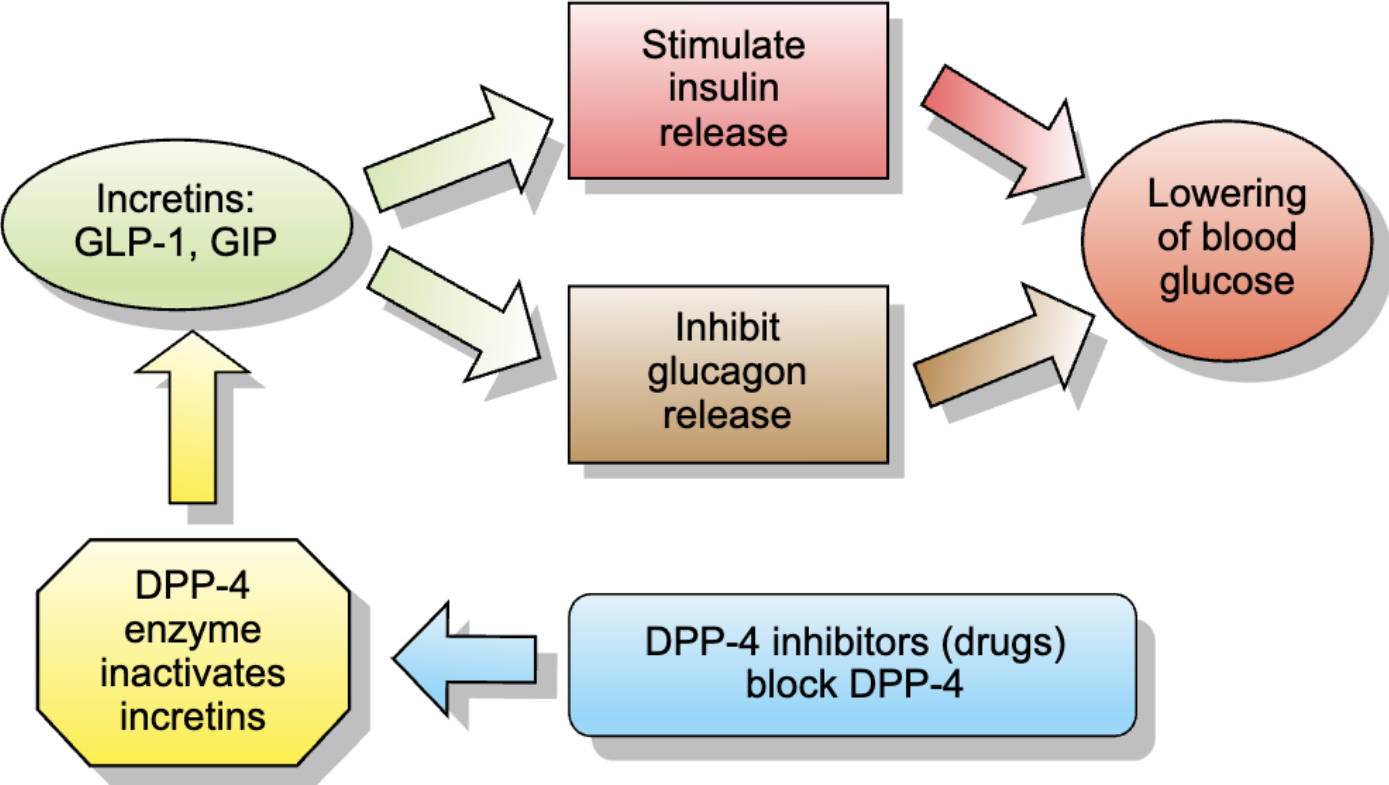 Stimulate
insulin
release
Incretins:
GLP-1, GIP
Lowering
of blood
glucose
Inhibit
glucagon
release
DPP-4
enzyme
inactivates
incretins
DPP-4 inhibitors (drugs)
block DPP-4